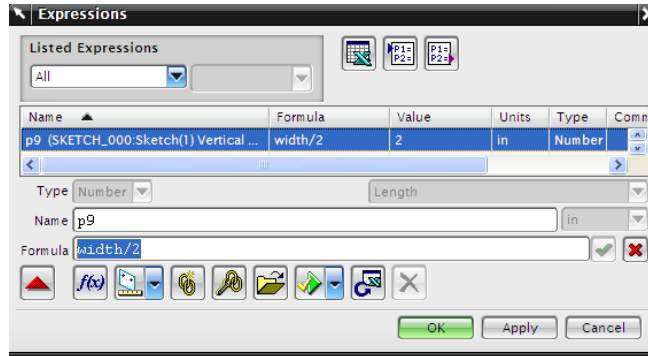 Expressions
Listed Expressions
All
P1= P2= P1= P2=
Name Formula Value Units Type Comm
p9 (SKETCH_000:Sketch(1) Vertical ... width/2 2 in Number
Type Number Length
Name p9 in
Formula width/2
f(x)
OK Apply Cancel